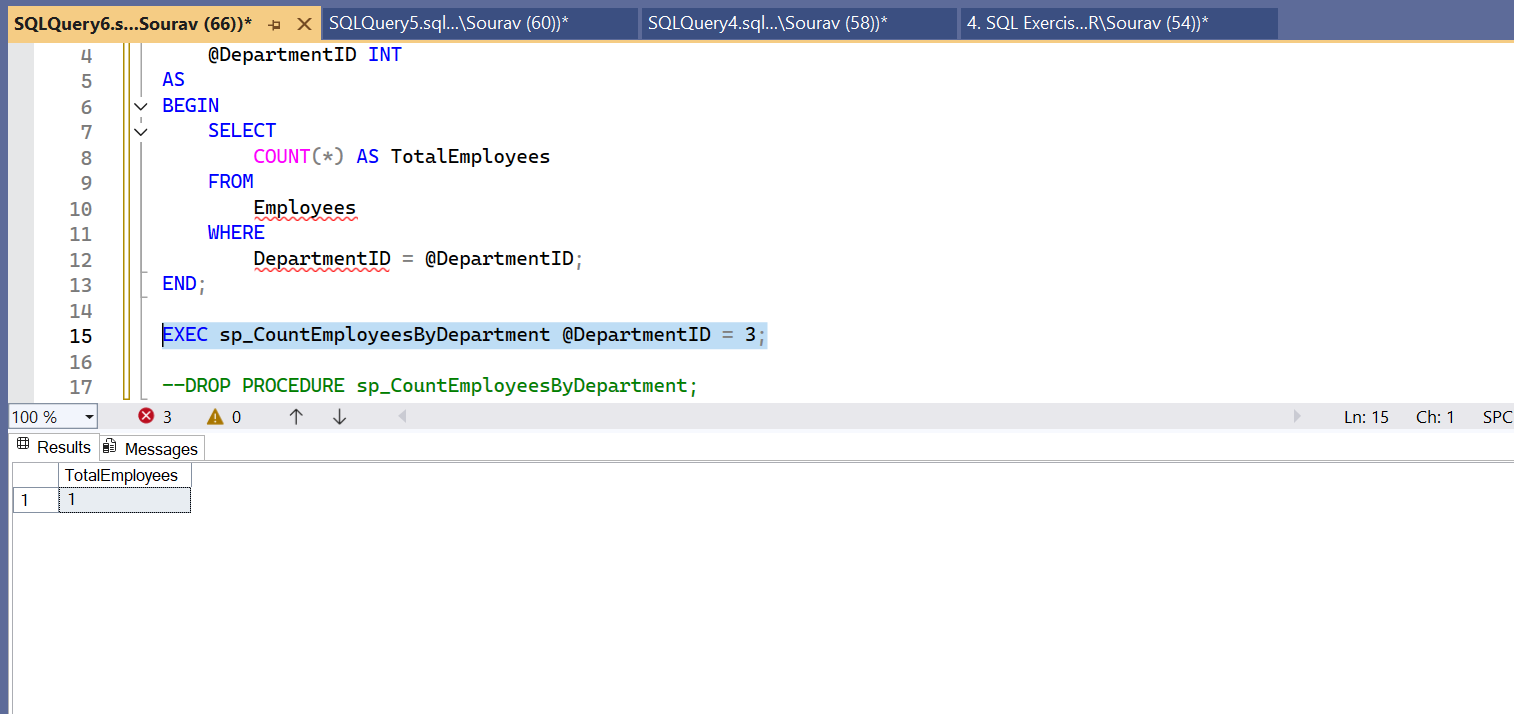 SQLQuery6.s...Sourav (66))* SQLQuery5.sql...\Sourav (60))* SQLQuery4.sql...\Sourav (58))* 4. SQL Exercis...R\Sourav (54))*
4 @DepartmentID INT
5 AS
6 BEGIN
7 SELECT
8 COUNT(*) AS TotalEmployees
9 FROM
10 Employees
11 WHERE
12 DepartmentID = @DepartmentID;
13 END;
14
15 EXEC sp_CountEmployeesByDepartment @DepartmentID = 3;
16
17 --DROP PROCEDURE sp_CountEmployeesByDepartment;
100 % 3 0 Ln: 15 Ch: 1 SPC
Results Messages
TotalEmployees
1 1